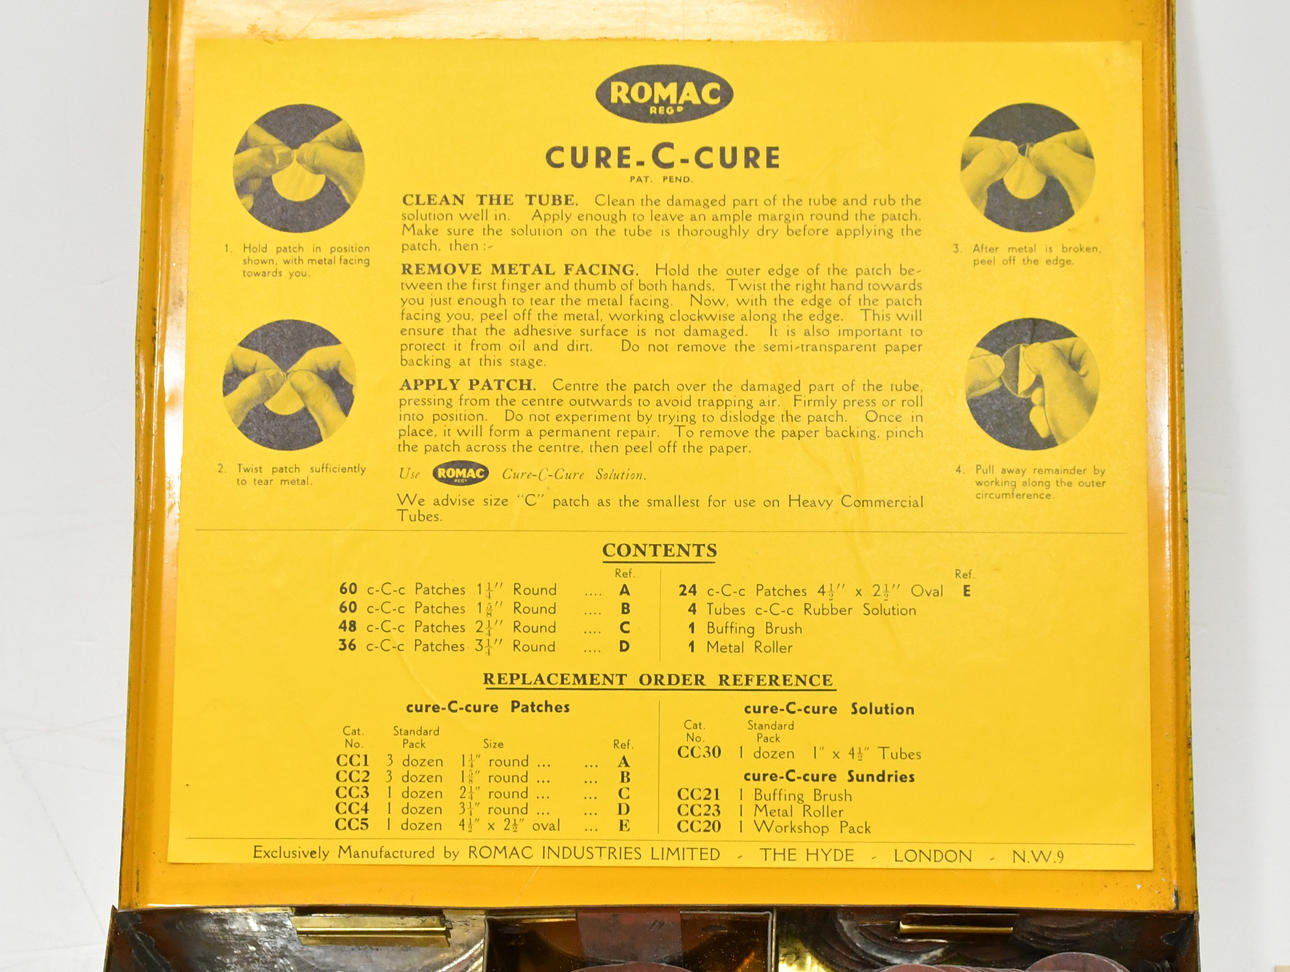 ROMAC
REGD
CURE-C-CURE
PAT. PEND.
CLEAN THE TUBE. Clean the damaged part of the tube and rub the
solution well in. Apply enough to leave an ample margin round the patch.
Make sure the solution on the tube is thoroughly dry before applying the
patch, then :-
REMOVE METAL FACING. Hold the outer edge of the patch be-
tween the first finger and thumb of both hands. Twist the right hand towards
you just enough to tear the metal facing. Now, with the edge of the patch
facing you, peel off the metal, working clockwise along the edge. This will
ensure that the adhesive surface is not damaged. It is also important to
protect it from oil and dirt. Do not remove the semi-transparent paper
backing at this stage.
APPLY PATCH. Centre the patch over the damaged part of the tube,
pressing from the centre outwards to avoid trapping air. Firmly press or roll
into position. Do not experiment by trying to dislodge the patch. Once in
place, it will form a permanent repair. To remove the paper backing, pinch
the patch across the centre, then peel off the paper.
Use ROMAC REGD Cure-C-Cure Solution.
We advise size "C" patch as the smallest for use on Heavy Commercial
Tubes.
1. Hold patch in position
shown, with metal facing
towards you.
2. Twist patch sufficiently
to tear metal.
3. After metal is broken,
peel off the edge.
4. Pull away remainder by
working along the outer
circumference.
CONTENTS
Ref.
60 c-C-c Patches 1¼" Round .... A
60 c-C-c Patches 1⅝" Round .... B
48 c-C-c Patches 2¼" Round .... C
36 c-C-c Patches 3¼" Round .... D
Ref.
24 c-C-c Patches 4½" x 2½" Oval E
4 Tubes c-C-c Rubber Solution
1 Buffing Brush
1 Metal Roller
REPLACEMENT ORDER REFERENCE
cure-C-cure Patches
Cat. Standard
No. Pack Size Ref.
CC1 3 dozen 1¼" round ... ... A
CC2 3 dozen 1⅝" round ... ... B
CC3 1 dozen 2¼" round ... ... C
CC4 1 dozen 3¼" round ... ... D
CC5 1 dozen 4½" x 2½" oval ... E
cure-C-cure Solution
Cat. Standard
No. Pack
CC30 1 dozen 1" x 4½" Tubes
cure-C-cure Sundries
CC21 1 Buffing Brush
CC23 1 Metal Roller
CC20 1 Workshop Pack
Exclusively Manufactured by ROMAC INDUSTRIES LIMITED - THE HYDE - LONDON - N.W.9